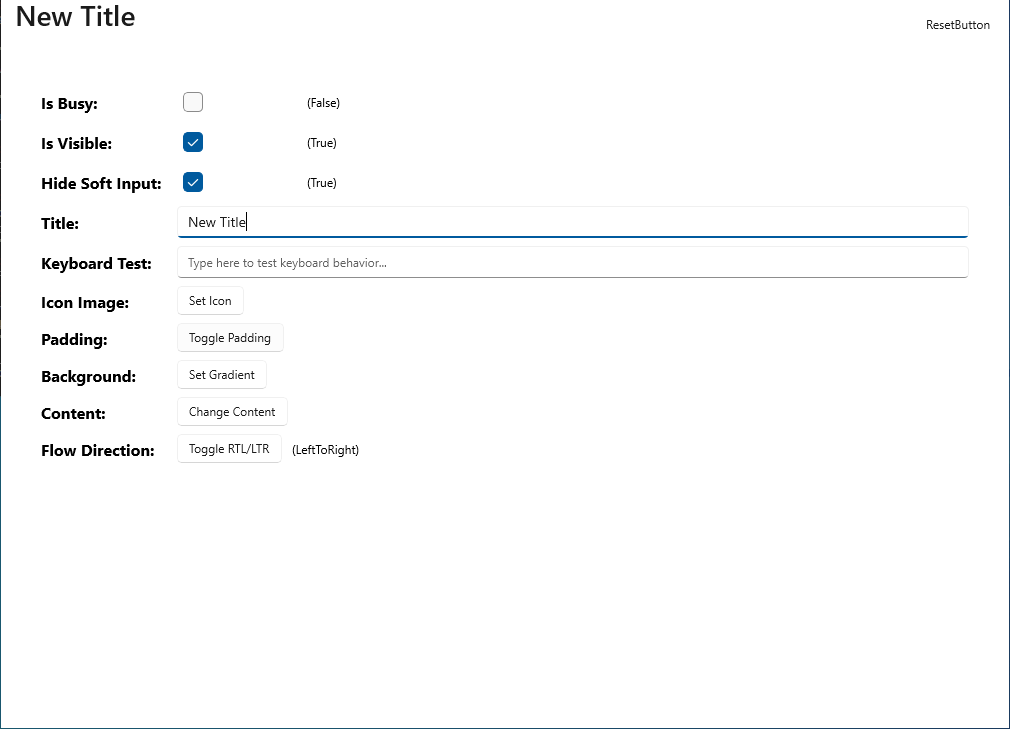 New Title
ResetButton
Is Busy: (False)
Is Visible: (True)
Hide Soft Input: (True)
Title: New Title
Keyboard Test: Type here to test keyboard behavior...
Icon Image: Set Icon
Padding: Toggle Padding
Background: Set Gradient
Content: Change Content
Flow Direction: Toggle RTL/LTR (LeftToRight)